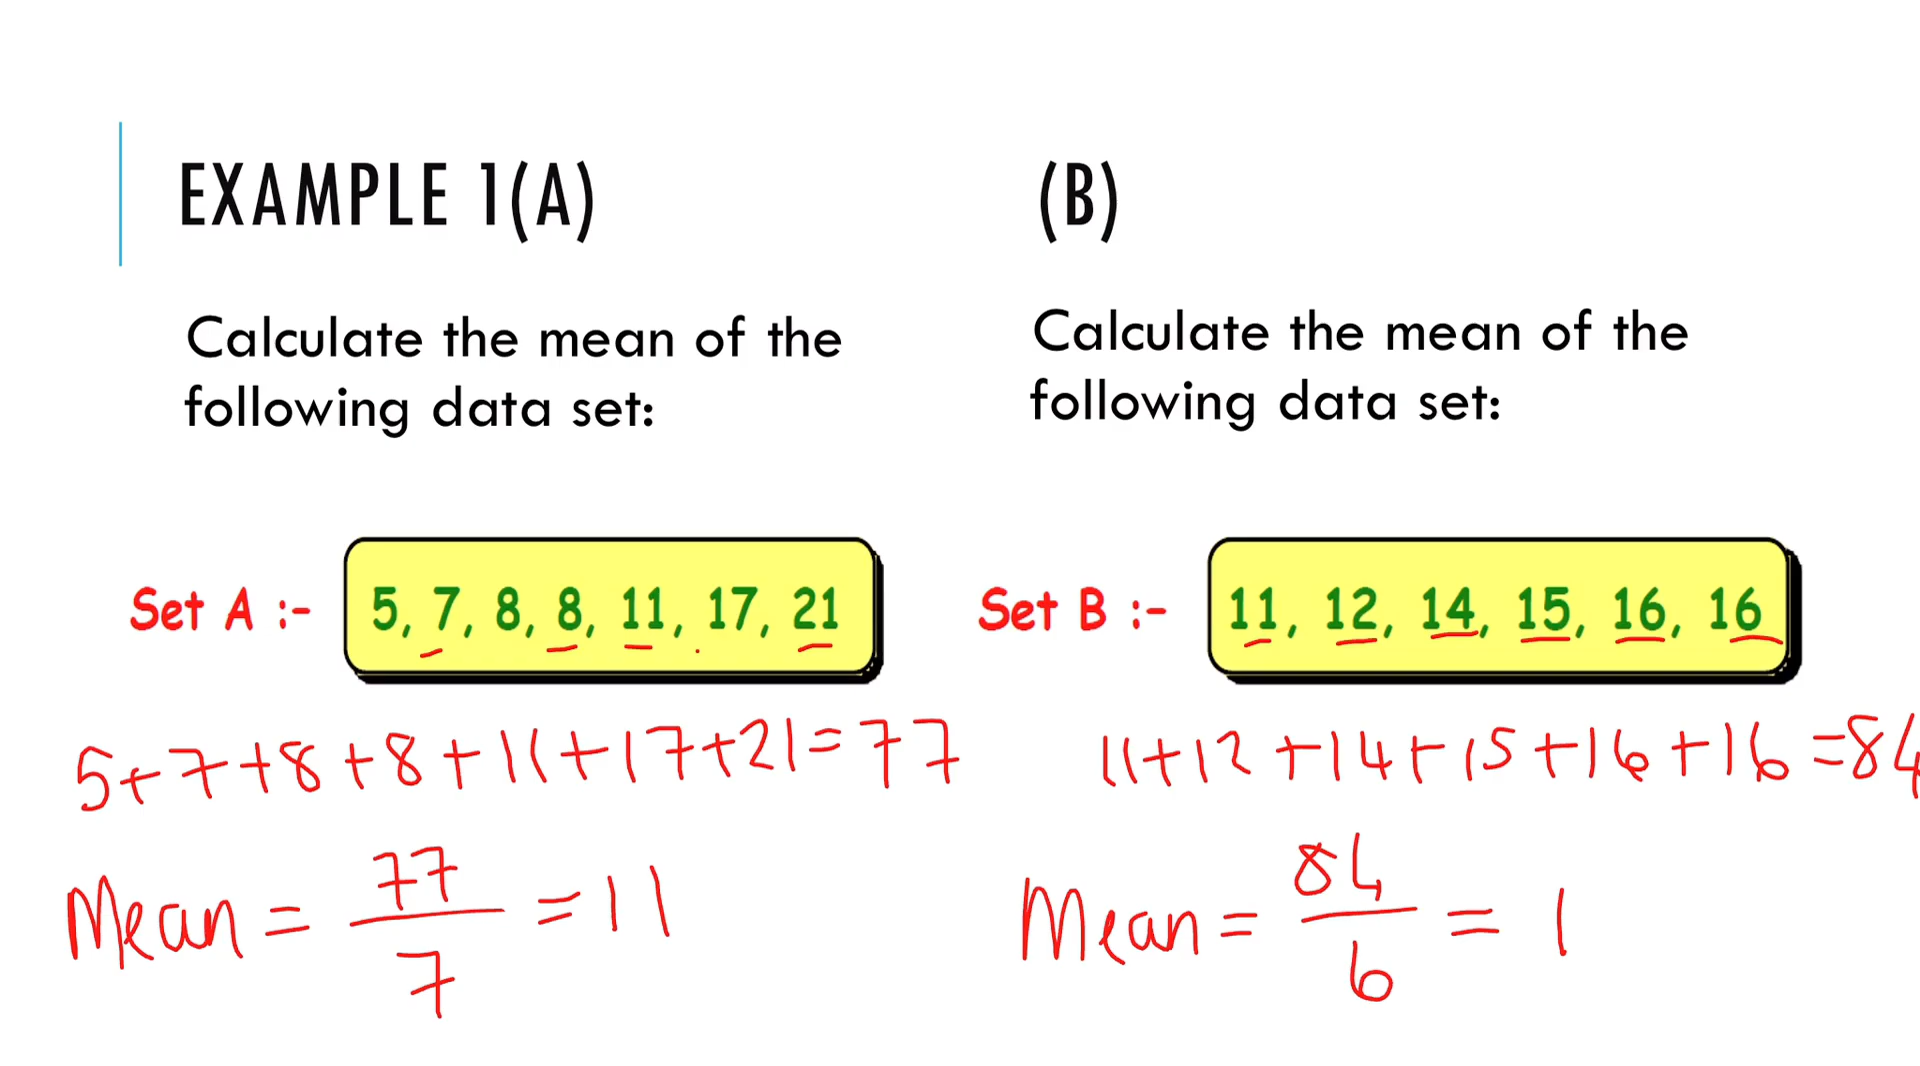 EXAMPLE 1(A)
Calculate the mean of the
following data set:
Set A :- 5, 7, 8, 8, 11, 17, 21
5+7+8+8+11+17+21=77
Mean = 77/7 = 11
(B)
Calculate the mean of the
following data set:
Set B :- 11, 12, 14, 15, 16, 16
11+12+14+15+16+16=84
Mean = 84/6 = 1